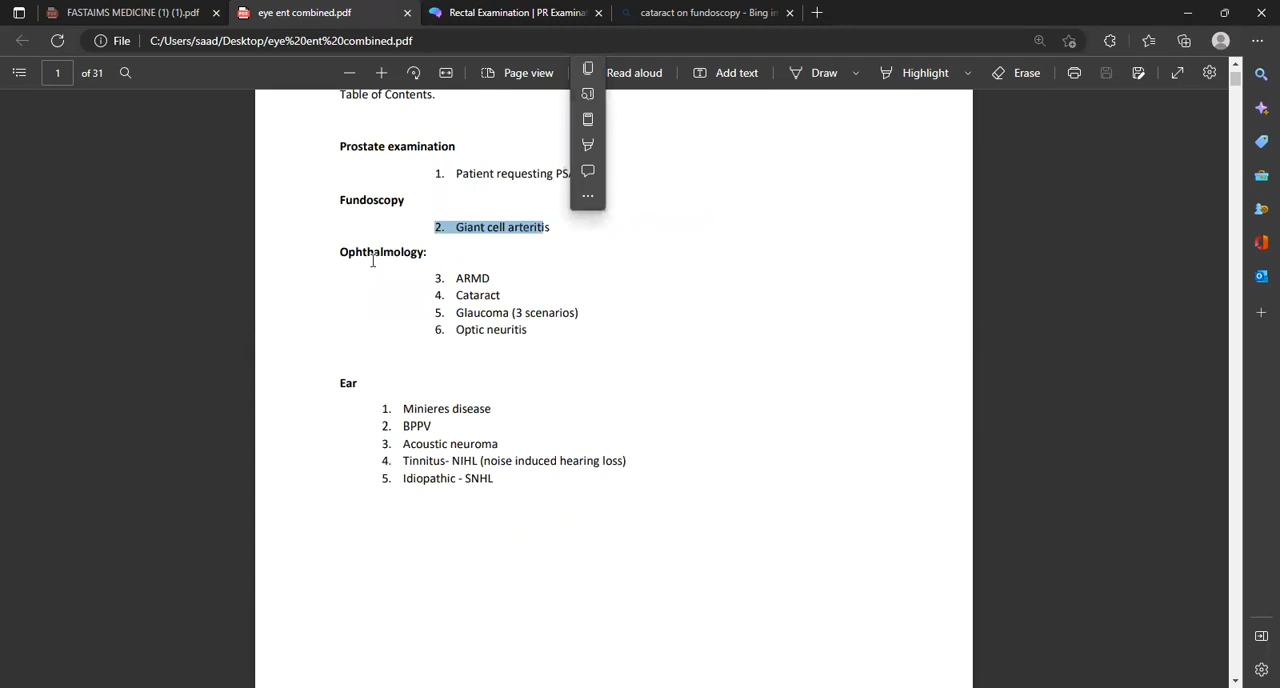 FASTAIMS MEDICINE (1) (1).pdf
eye ent combined.pdf
Rectal Examination | PR Examina
cataract on fundoscopy - Bing in
File
C:/Users/saad/Desktop/eye%20ent%20combined.pdf
1 of 31
Page view
Read aloud
Add text
Draw
Highlight
Erase
Table of Contents.
Prostate examination
1. Patient requesting PS
Fundoscopy
2. Giant cell arteritis
Ophthalmology:
3. ARMD
4. Cataract
5. Glaucoma (3 scenarios)
6. Optic neuritis
Ear
1. Minieres disease
2. BPPV
3. Acoustic neuroma
4. Tinnitus- NIHL (noise induced hearing loss)
5. Idiopathic - SNHL